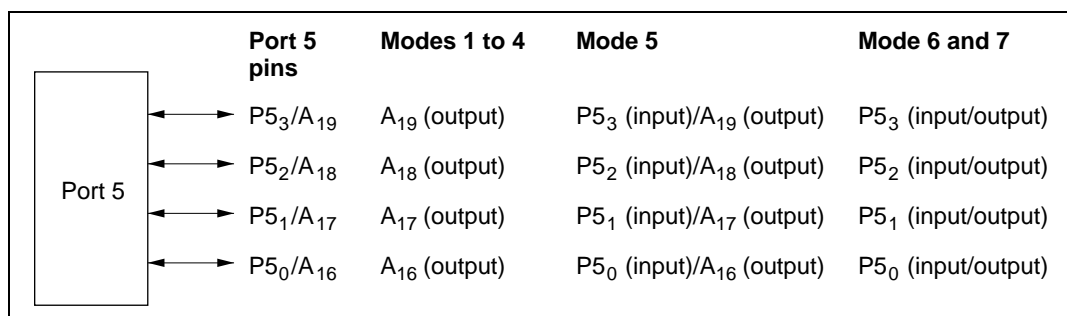 Port 5 pins Modes 1 to 4 Mode 5 Mode 6 and 7
P5₃/A₁₉ A₁₉ (output) P5₃ (input)/A₁₉ (output) P5₃ (input/output)
P5₂/A₁₈ A₁₈ (output) P5₂ (input)/A₁₈ (output) P5₂ (input/output)
Port 5
P5₁/A₁₇ A₁₇ (output) P5₁ (input)/A₁₇ (output) P5₁ (input/output)
P5₀/A₁₆ A₁₆ (output) P5₀ (input)/A₁₆ (output) P5₀ (input/output)